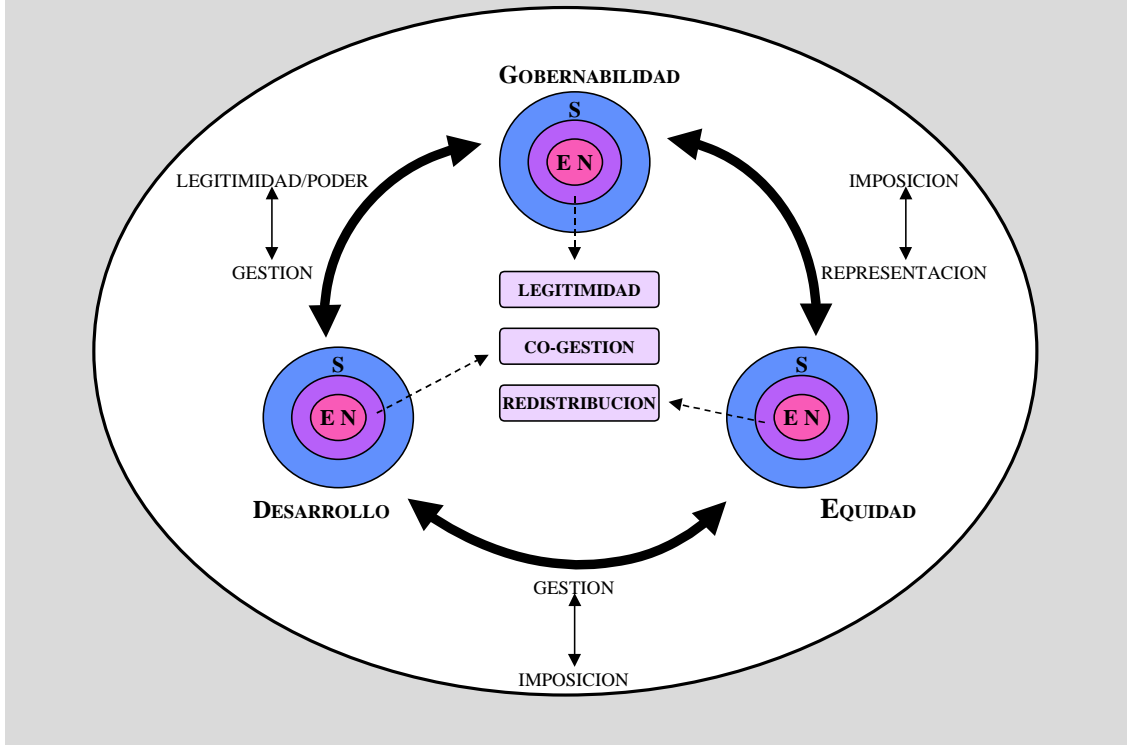 GOBERNABILIDAD
S
E N
LEGITIMIDAD/PODER
GESTION
IMPOSICION
REPRESENTACION
LEGITIMIDAD
CO-GESTION
REDISTRIBUCION
S
E N
DESARROLLO
S
E N
EQUIDAD
GESTION
IMPOSICION